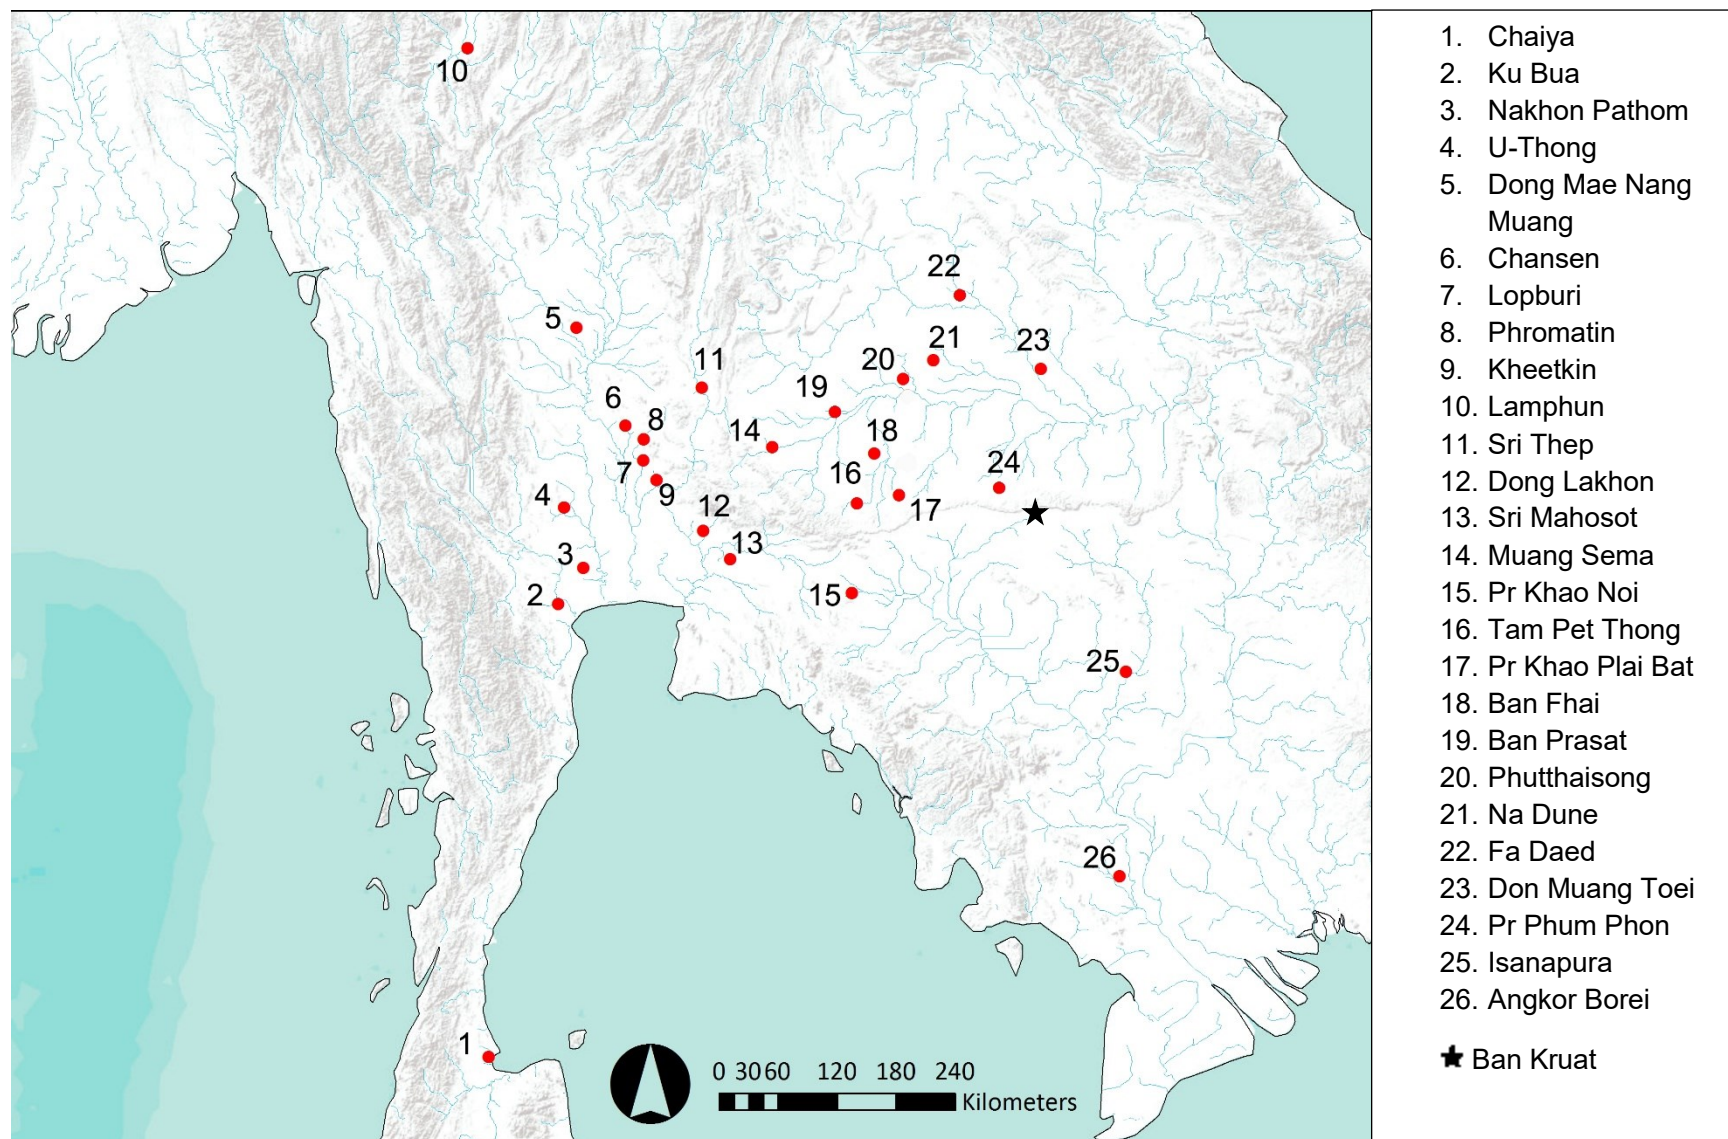 10
22
5
21
23
11
20
19
6
8
14
18
7
24
16
4
9
17
12
13
3
15
2
25
26
1
0 30 60 120 180 240
Kilometers
1. Chaiya
2. Ku Bua
3. Nakhon Pathom
4. U-Thong
5. Dong Mae Nang
Muang
6. Chansen
7. Lopburi
8. Phromatin
9. Kheetkin
10. Lamphun
11. Sri Thep
12. Dong Lakhon
13. Sri Mahosot
14. Muang Sema
15. Pr Khao Noi
16. Tam Pet Thong
17. Pr Khao Plai Bat
18. Ban Fhai
19. Ban Prasat
20. Phutthaisong
21. Na Dune
22. Fa Daed
23. Don Muang Toei
24. Pr Phum Phon
25. Isanapura
26. Angkor Borei
Ban Kruat